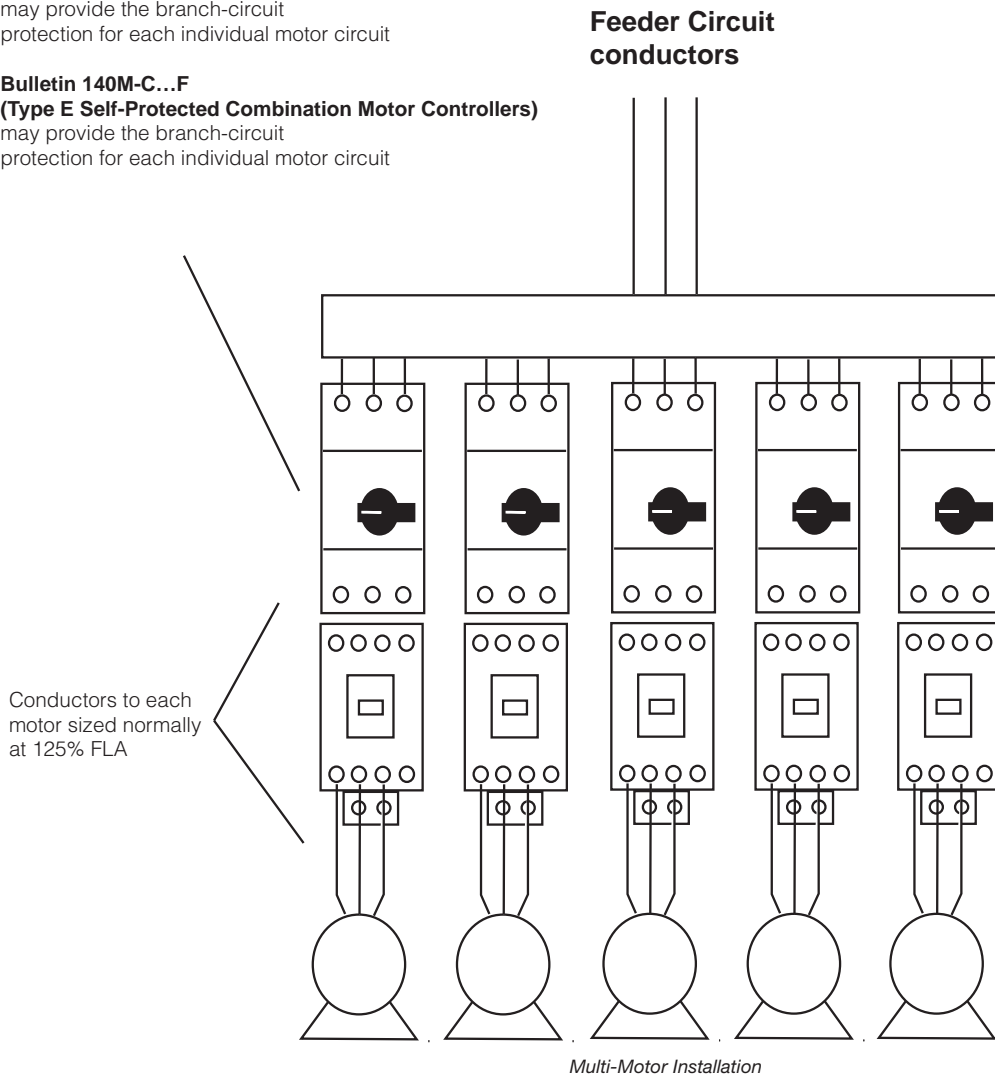 may provide the branch-circuit
protection for each individual motor circuit
Bulletin 140M-C…F
(Type E Self-Protected Combination Motor Controllers)
may provide the branch-circuit
protection for each individual motor circuit
Feeder Circuit
conductors
Conductors to each
motor sized normally
at 125% FLA
Multi-Motor Installation